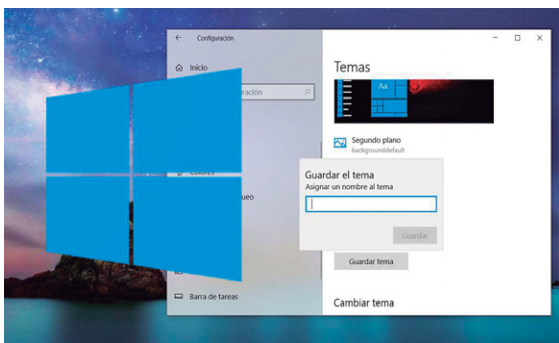 Configuración
Inicio
ración
Colores
ueo
Barra de tareas
Temas
Aa
Segundo plano
backgrounddefault
Guardar el tema
Asignar un nombre al tema
Guardar
Guardar tema
Cambiar tema